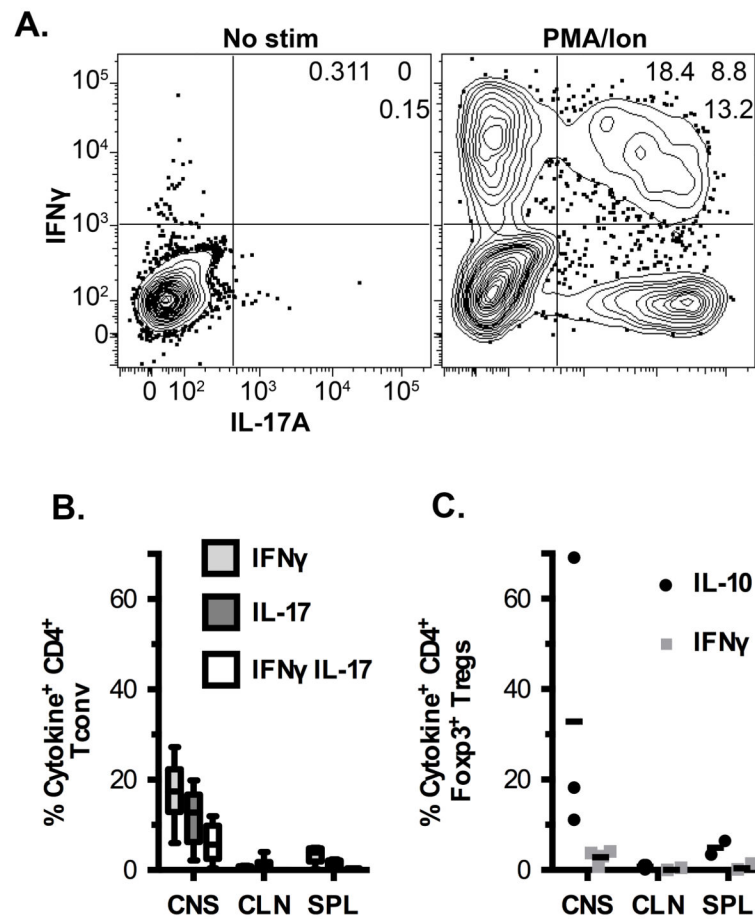 A.
No stim
PMA/Ion
0.311 0
0.15
18.4 8.8
13.2
IFNγ
10⁵
10⁴
10³
10²
0
0 10² 10³ 10⁴ 10⁵
IL-17A
B.
IFNγ
IL-17
IFNγ IL-17
% Cytokine⁺ CD4⁺
Tconv
60
40
20
0
CNS CLN SPL
C.
IL-10
IFNγ
% Cytokine⁺ CD4⁺
Foxp3⁺ Tregs
60
40
20
0
CNS CLN SPL